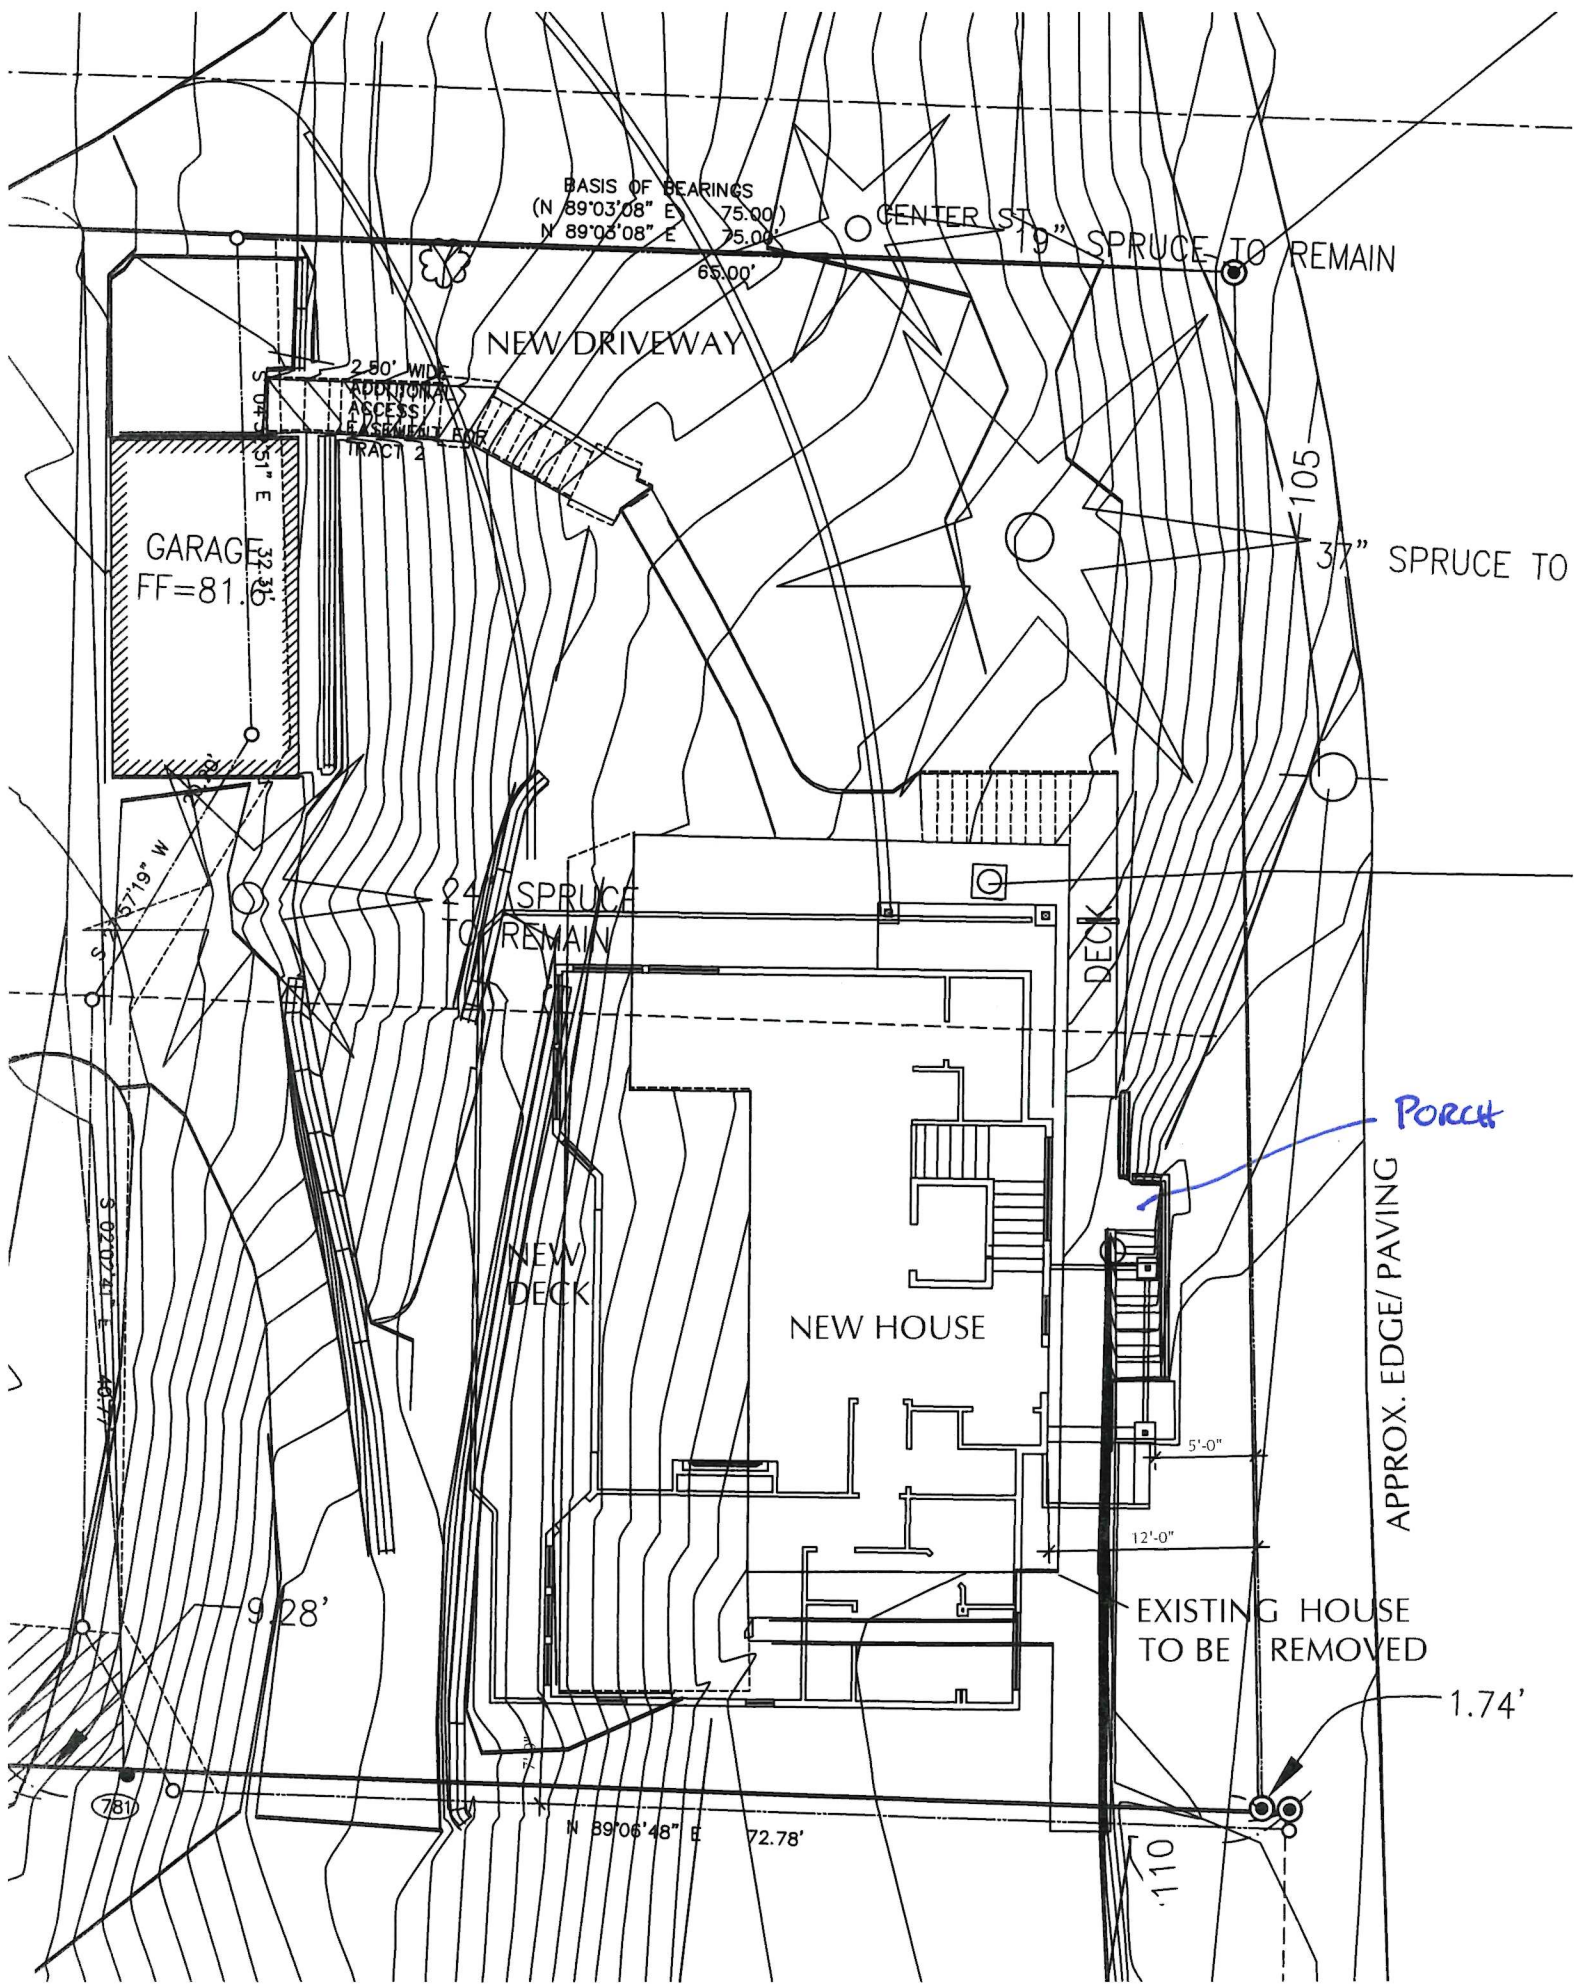 BASIS OF BEARINGS
(N 89°03'08" E 75.00')
N 89°03'08" E 75.00'
65.00'
CENTER ST
19" SPRUCE TO REMAIN
NEW DRIVEWAY
2.50' WIDE
ADDITIONAL
ACCESS
EASEMENT FOR
TRACT 2
105
37" SPRUCE TO
GARAGE
FF=81.6'
32.31'
24" SPRUCE
TO REMAIN
DECK
PORCH
NEW
DECK
NEW HOUSE
APPROX. EDGE/PAVING
5'-0"
12'-0"
9.28'
EXISTING HOUSE
TO BE REMOVED
1.74'
781
N 89°06'48" E 72.78'
110